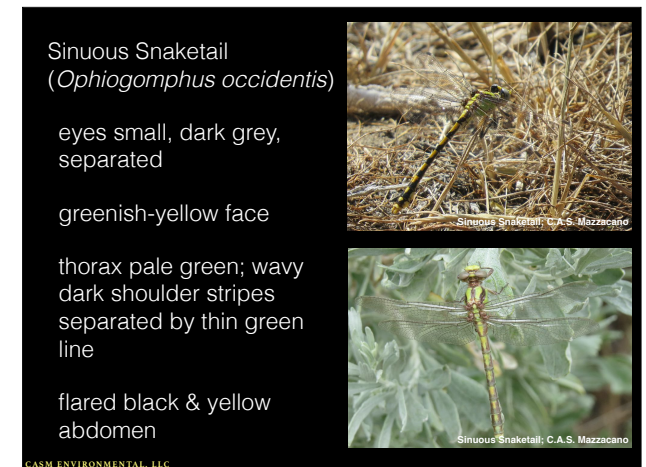 Sinuous Snaketail
(Ophiogomphus occidentis)
eyes small, dark grey,
separated
greenish-yellow face
thorax pale green; wavy
dark shoulder stripes
separated by thin green
line
flared black & yellow
abdomen
Sinuous Snaketail; C.A.S. Mazzacano
Sinuous Snaketail; C.A.S. Mazzacano
CASM ENVIRONMENTAL, LLC